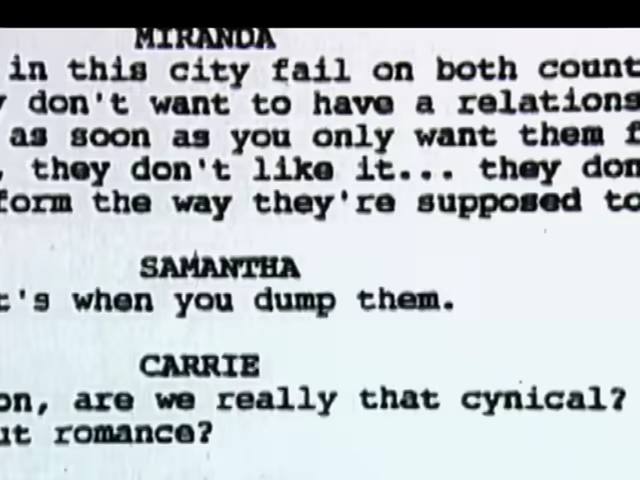 MIRANDA
in this city fail on both count
don't want to have a relations
as soon as you only want them f
, they don't like it... they don
form the way they're supposed to
SAMANTHA
t's when you dump them.
CARRIE
on, are we really that cynical?
ut romance?